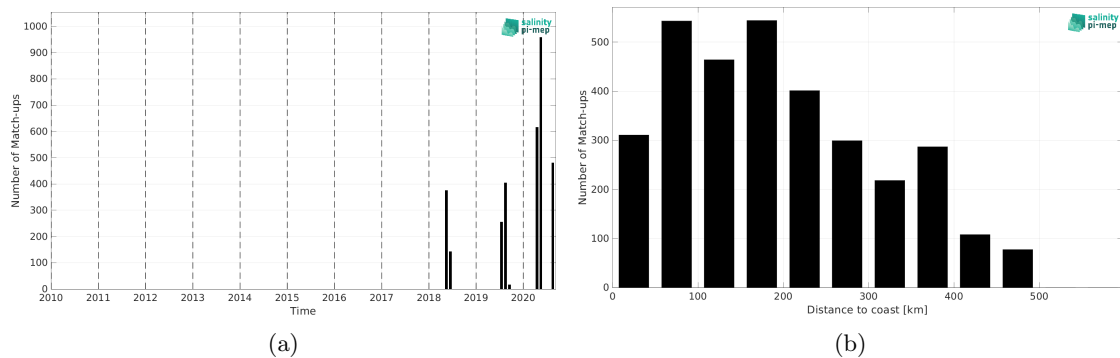 salinity
pi-mep
1000
900
800
700
600
500
400
300
200
100
0
Number of Match-ups
2010 2011 2012 2013 2014 2015 2016 2017 2018 2019 2020
Time
(a)
salinity
pi-mep
500
400
300
200
100
0
Number of Match-ups
0 100 200 300 400 500
Distance to coast [km]
(b)